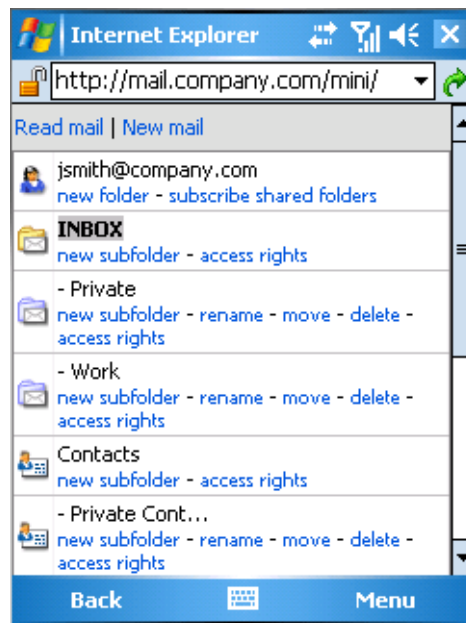 Internet Explorer
http://mail.company.com/mini/
Read mail | New mail
jsmith@company.com
new folder - subscribe shared folders
INBOX
new subfolder - access rights
- Private
new subfolder - rename - move - delete -
access rights
- Work
new subfolder - rename - move - delete -
access rights
Contacts
new subfolder - access rights
- Private Cont...
new subfolder - rename - move - delete -
access rights
Back
Menu